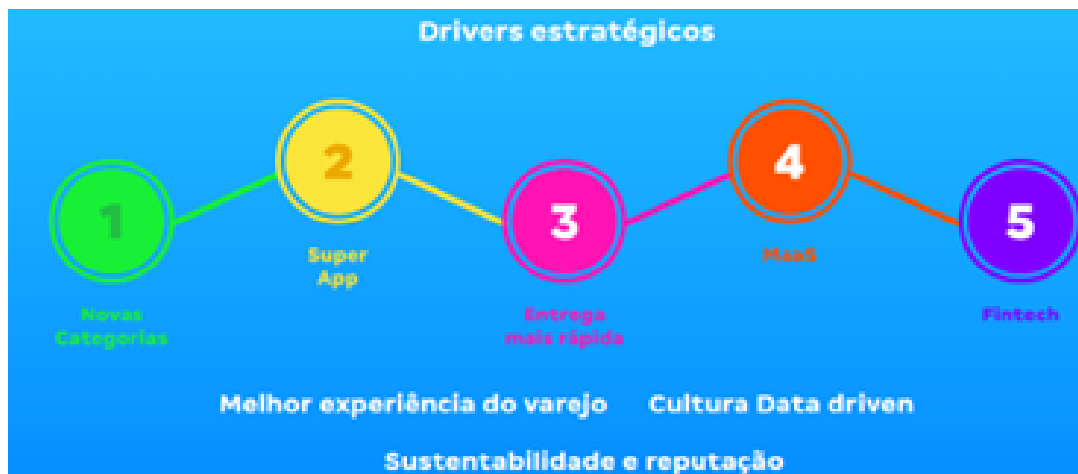 Drivers estratégicos
1
2
3
4
5
Novas
Categorias
Super
App
Entrega
mais rápida
MaaS
Fintech
Melhor experiência do varejo
Cultura Data driven
Sustentabilidade e reputação